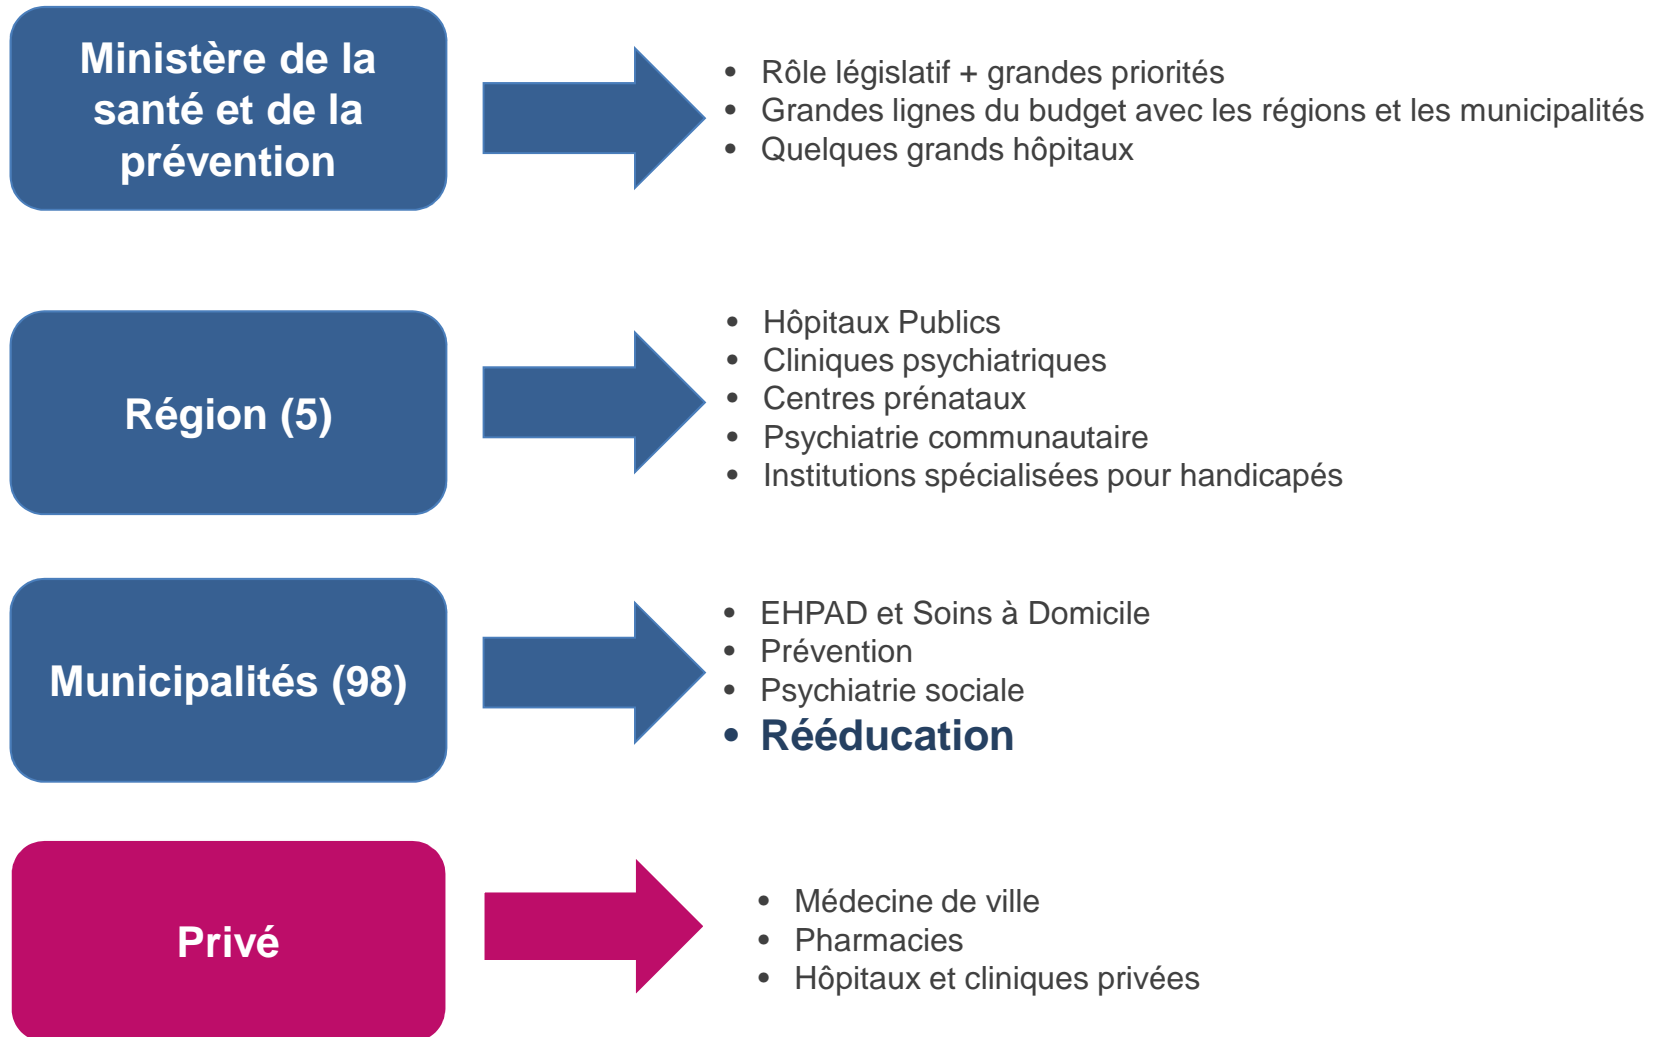 Ministère de la
santé et de la
prévention
• Rôle législatif + grandes priorités
• Grandes lignes du budget avec les régions et les municipalités
• Quelques grands hôpitaux
Région (5)
• Hôpitaux Publics
• Cliniques psychiatriques
• Centres prénataux
• Psychiatrie communautaire
• Institutions spécialisées pour handicapés
Municipalités (98)
• EHPAD et Soins à Domicile
• Prévention
• Psychiatrie sociale
• Rééducation
Privé
• Médecine de ville
• Pharmacies
• Hôpitaux et cliniques privées